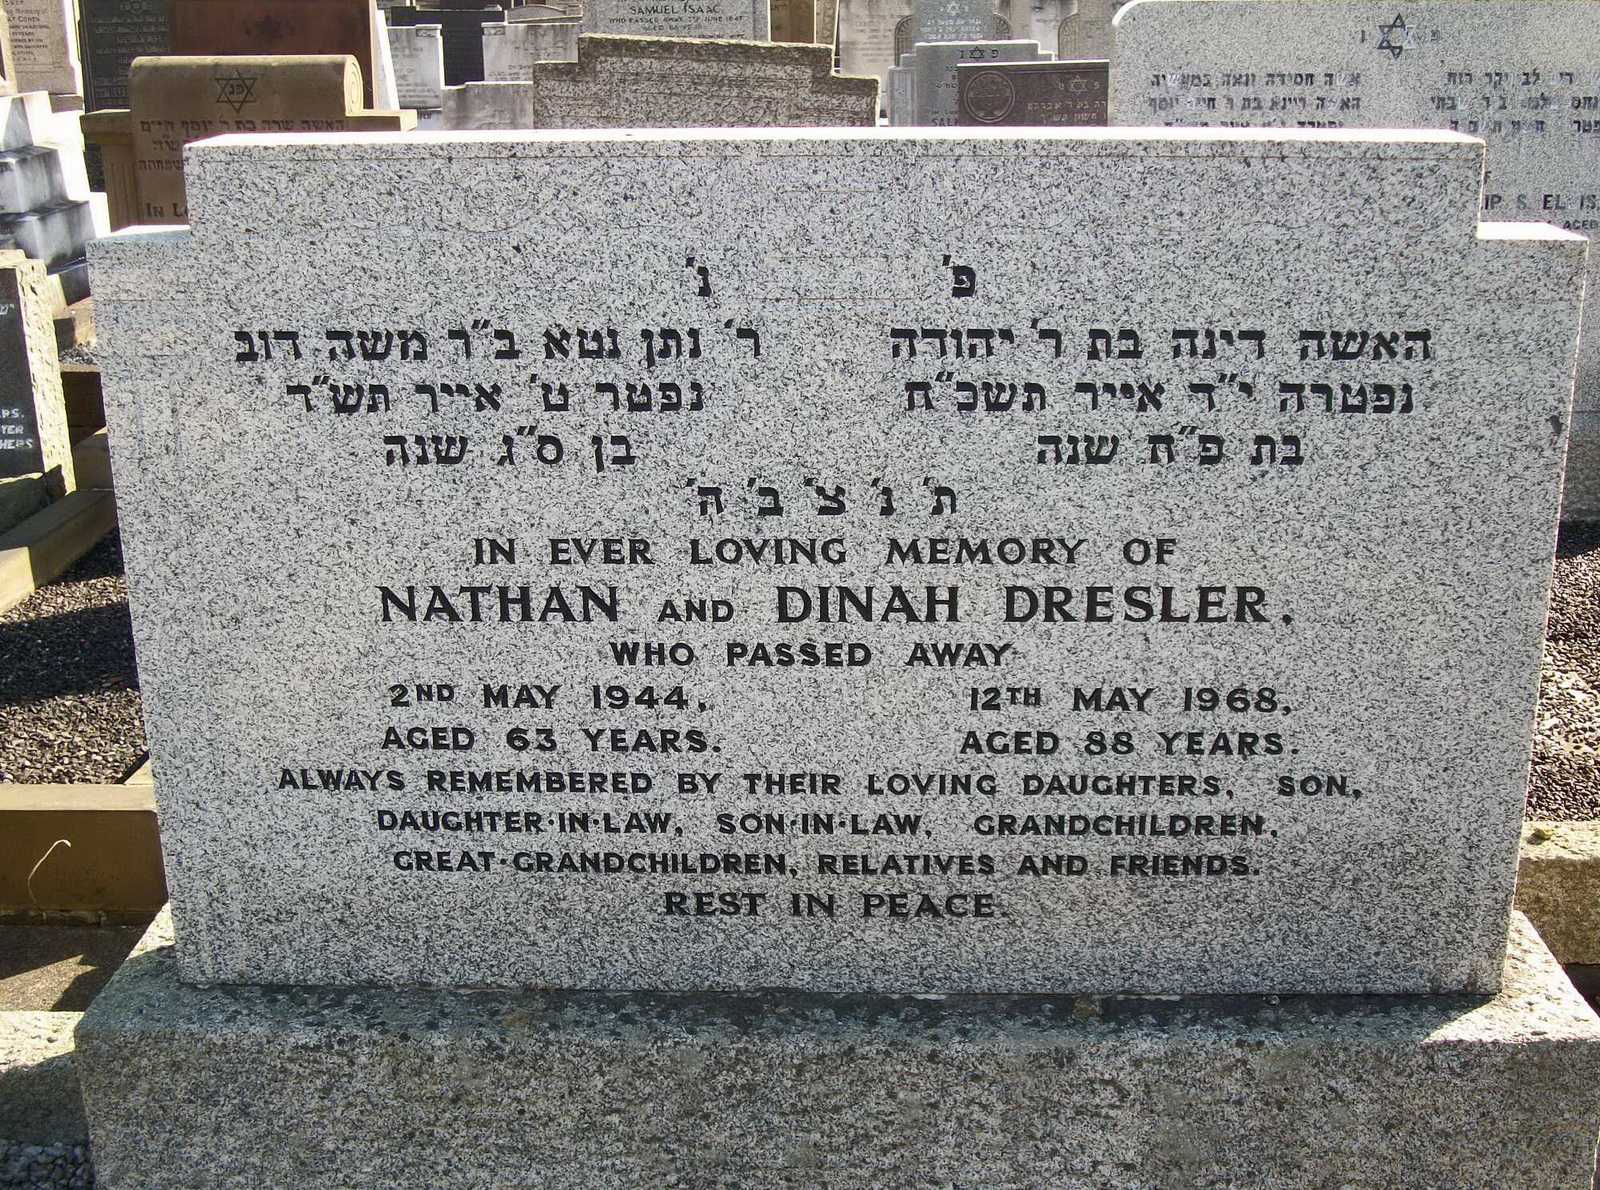 SAMUEL ISAAC
פ' נ'
האשה דינה בת ר' יהודה
נפטרה י"ד אייר תשכ"ח
בת פ"ח שנה
ר' נתן נטא ב"ר משה דוב
נפטר ט' אייר תש"ד
בן ס"ג שנה
ת' נ' צ' ב' ה'
IN EVER LOVING MEMORY OF
NATHAN AND DINAH DRESLER.
WHO PASSED AWAY
2ND MAY 1944,
AGED 63 YEARS.
12TH MAY 1968,
AGED 88 YEARS.
ALWAYS REMEMBERED BY THEIR LOVING DAUGHTERS, SON,
DAUGHTER·IN·LAW, SON·IN·LAW, GRANDCHILDREN,
GREAT·GRANDCHILDREN, RELATIVES AND FRIENDS.
REST IN PEACE.